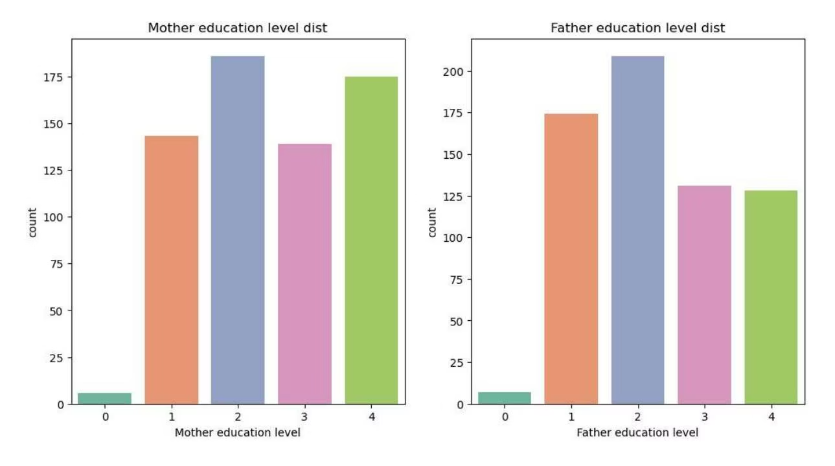 Mother education level dist
175
150
125
100
75
50
25
0
count
0 1 2 3 4
Mother education level
Father education level dist
200
175
150
125
100
75
50
25
0
count
0 1 2 3 4
Father education level